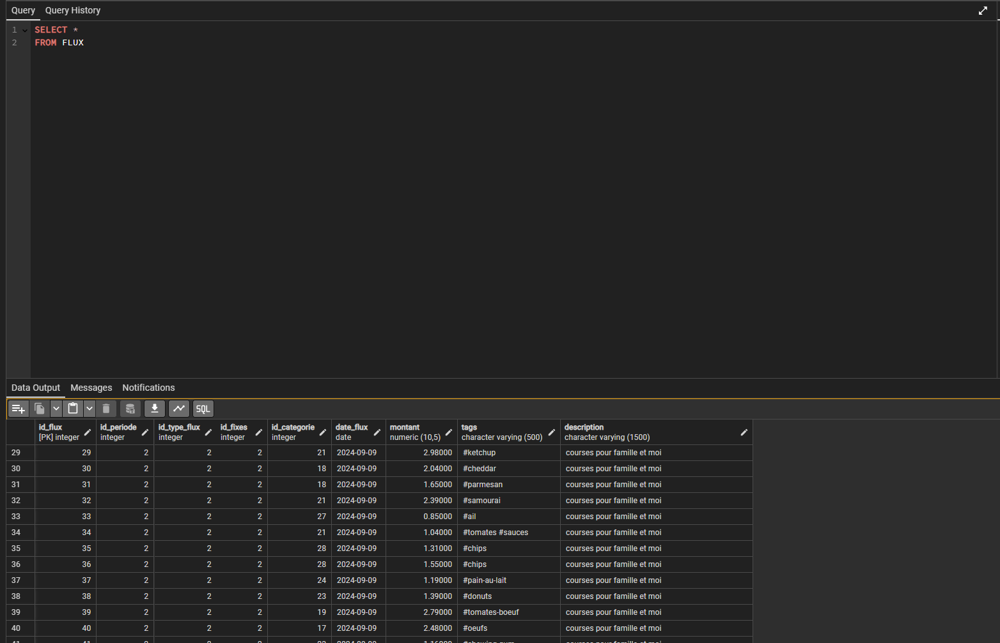 Query Query History
1 SELECT *
2 FROM FLUX
Data Output Messages Notifications
SQL
id_flux id_periode id_type_flux id_fixes id_categorie date_flux montant tags description
[PK] integer integer integer integer integer date numeric (10,5) character varying (500) character varying (1500)
29 29 2 2 2 21 2024-09-09 2.98000 #ketchup courses pour famille et moi
30 30 2 2 2 18 2024-09-09 2.04000 #cheddar courses pour famille et moi
31 31 2 2 2 18 2024-09-09 1.65000 #parmesan courses pour famille et moi
32 32 2 2 2 21 2024-09-09 2.39000 #samourai courses pour famille et moi
33 33 2 2 2 27 2024-09-09 0.85000 #ail courses pour famille et moi
34 34 2 2 2 21 2024-09-09 1.04000 #tomates #sauces courses pour famille et moi
35 35 2 2 2 28 2024-09-09 1.31000 #chips courses pour famille et moi
36 36 2 2 2 28 2024-09-09 1.55000 #chips courses pour famille et moi
37 37 2 2 2 24 2024-09-09 1.19000 #pain-au-lait courses pour famille et moi
38 38 2 2 2 23 2024-09-09 1.39000 #donuts courses pour famille et moi
39 39 2 2 2 19 2024-09-09 2.79000 #tomates-boeuf courses pour famille et moi
40 40 2 2 2 17 2024-09-09 2.48000 #oeufs courses pour famille et moi